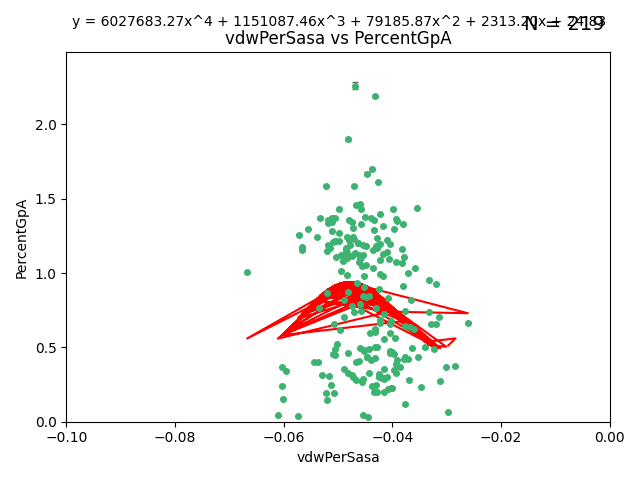 y = 6027683.27x^4 + 1151087.46x^3 + 79185.87x^2 +
N = 219
vdwPerSasa vs PercentGpA
2.0
1.5
1.0
0.5
0.0
PercentGpA
−0.10 −0.08 −0.06 −0.04 −0.02 0.00
vdwPerSasa